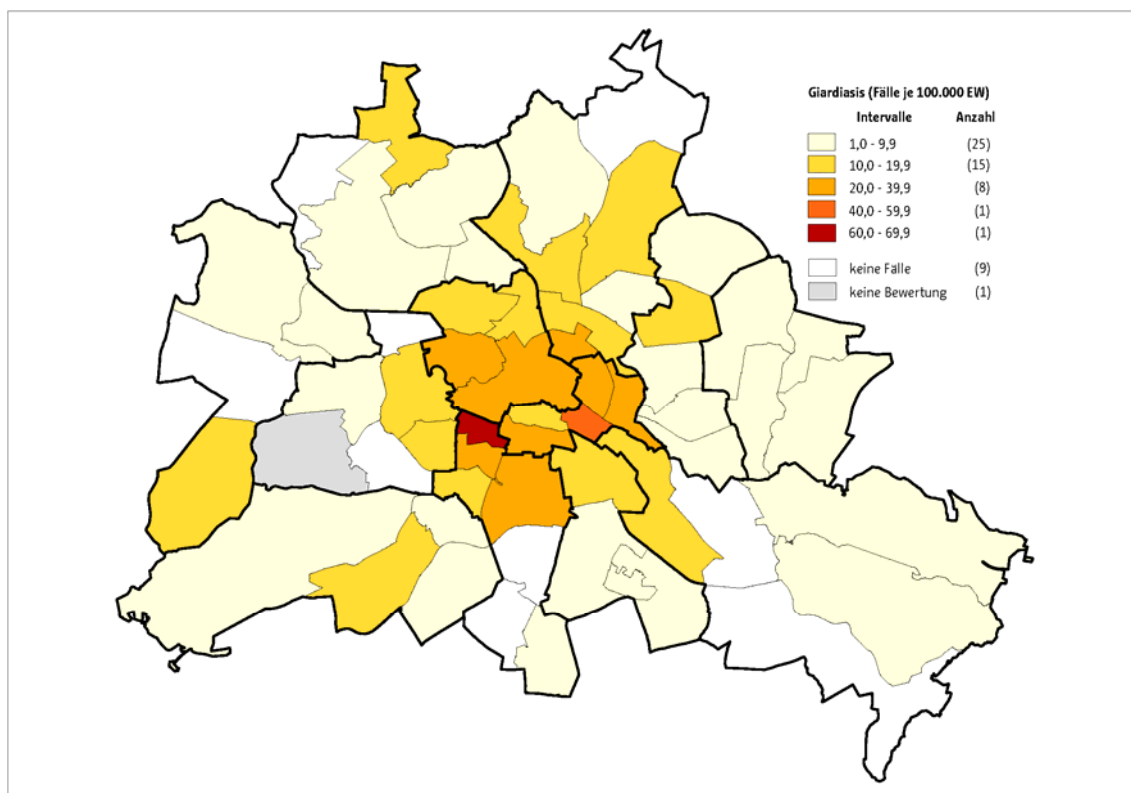 Giardiasis (Fälle je 100.000 EW)
Intervalle Anzahl
1,0 - 9,9 (25)
10,0 - 19,9 (15)
20,0 - 39,9 (8)
40,0 - 59,9 (1)
60,0 - 69,9 (1)
keine Fälle (9)
keine Bewertung (1)